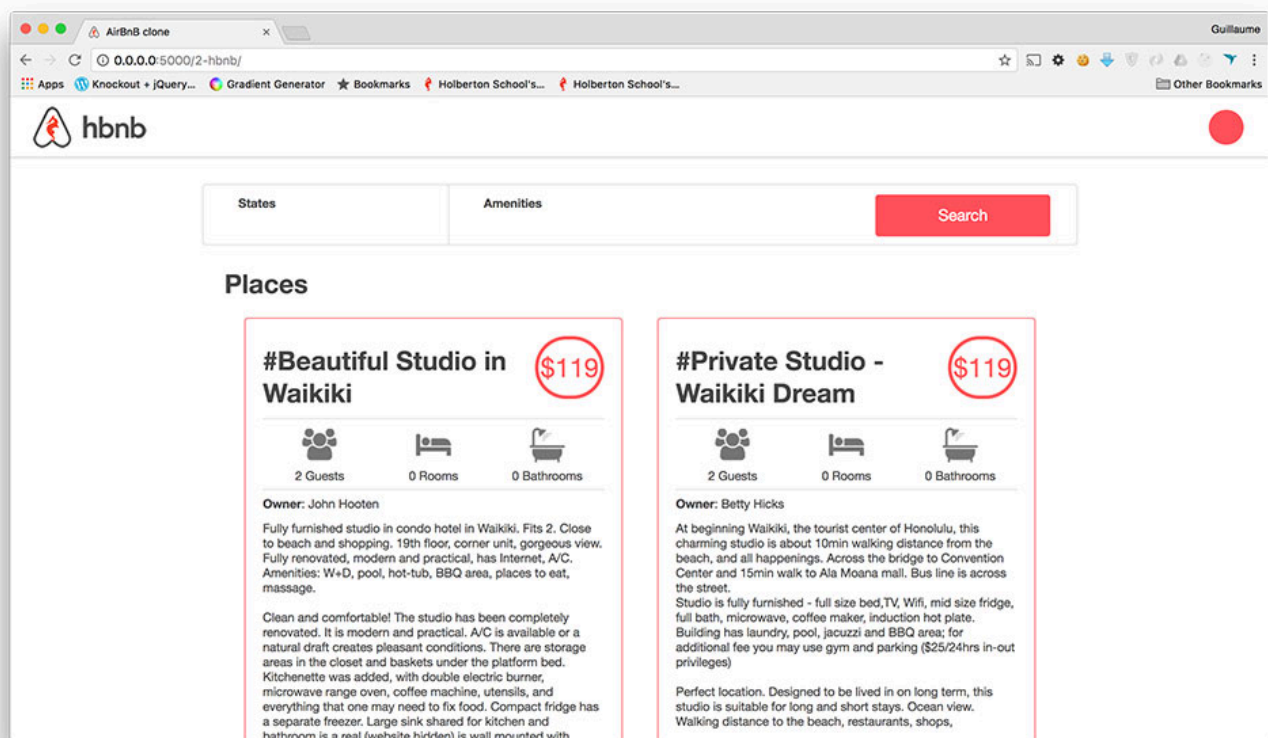 AirBnB clone
Guillaume
0.0.0.0:5000/2-hbnb/
Apps Knockout + jQuery... Gradient Generator Bookmarks Holberton School's... Holberton School's... Other Bookmarks
hbnb
States Amenities Search
Places
#Beautiful Studio in
Waikiki
$119
2 Guests 0 Rooms 0 Bathrooms
Owner: John Hooten
Fully furnished studio in condo hotel in Waikiki. Fits 2. Close
to beach and shopping. 19th floor, corner unit, gorgeous view.
Fully renovated, modern and practical, has Internet, A/C.
Amenities: W+D, pool, hot-tub, BBQ area, places to eat,
massage.
Clean and comfortable! The studio has been completely
renovated. It is modern and practical. A/C is available or a
natural draft creates pleasant conditions. There are storage
areas in the closet and baskets under the platform bed.
Kitchenette was added, with double electric burner,
microwave range oven, coffee machine, utensils, and
everything that one may need to fix food. Compact fridge has
a separate freezer. Large sink shared for kitchen and
bathroom is a real (website hidden) is wall mounted with
#Private Studio -
Waikiki Dream
$119
2 Guests 0 Rooms 0 Bathrooms
Owner: Betty Hicks
At beginning Waikiki, the tourist center of Honolulu, this
charming studio is about 10min walking distance from the
beach, and all happenings. Across the bridge to Convention
Center and 15min walk to Ala Moana mall. Bus line is across
the street.
Studio is fully furnished - full size bed,TV, Wifi, mid size fridge,
full bath, microwave, coffee maker, induction hot plate.
Building has laundry, pool, jacuzzi and BBQ area; for
additional fee you may use gym and parking ($25/24hrs in-out
privileges)
Perfect location. Designed to be lived in on long term, this
studio is suitable for long and short stays. Ocean view.
Walking distance to the beach, restaurants, shops,